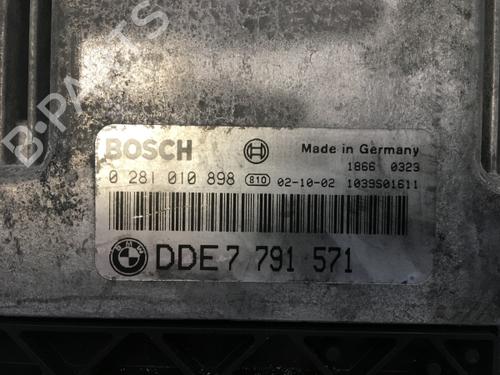 B-PARTS
BOSCH Made in Germany
1866 0323
0 281 010 898 810 02-10-02 1039S01611
BMW DDE 7 791 571